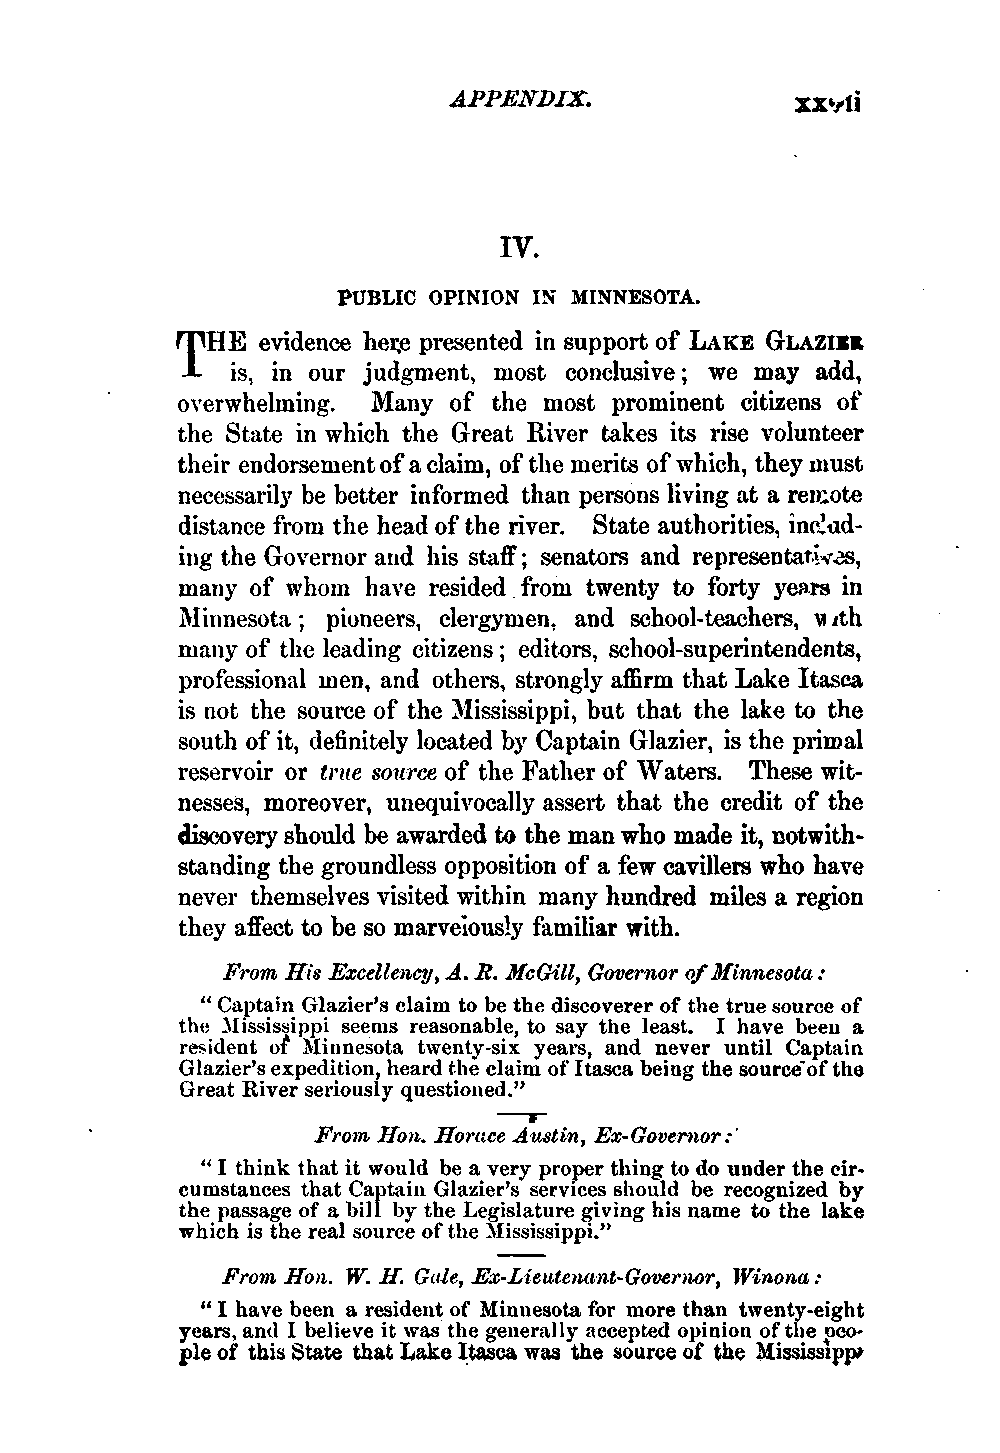 APPENDIX. xxvii
IV.
PUBLIC OPINION IN MINNESOTA.
THE evidence here presented in support of LAKE GLAZIER
is, in our judgment, most conclusive; we may add,
overwhelming. Many of the most prominent citizens of
the State in which the Great River takes its rise volunteer
their endorsement of a claim, of the merits of which, they must
necessarily be better informed than persons living at a remote
distance from the head of the river. State authorities, includ-
ing the Governor and his staff; senators and representatives,
many of whom have resided from twenty to forty years in
Minnesota; pioneers, clergymen, and school-teachers, with
many of the leading citizens; editors, school-superintendents,
professional men, and others, strongly affirm that Lake Itasca
is not the source of the Mississippi, but that the lake to the
south of it, definitely located by Captain Glazier, is the primal
reservoir or true source of the Father of Waters. These wit-
nesses, moreover, unequivocally assert that the credit of the
discovery should be awarded to the man who made it, notwith-
standing the groundless opposition of a few cavillers who have
never themselves visited within many hundred miles a region
they affect to be so marvelously familiar with.
From His Excellency, A. R. McGill, Governor of Minnesota:
"Captain Glazier's claim to be the discoverer of the true source of
the Mississippi seems reasonable, to say the least. I have been a
resident of Minnesota twenty-six years, and never until Captain
Glazier's expedition, heard the claim of Itasca being the source of the
Great River seriously questioned."
From Hon. Horace Austin, Ex-Governor:
"I think that it would be a very proper thing to do under the cir-
cumstances that Captain Glazier's services should be recognized by
the passage of a bill by the Legislature giving his name to the lake
which is the real source of the Mississippi."
From Hon. W. H. Gale, Ex-Lieutenant-Governor, Winona:
"I have been a resident of Minnesota for more than twenty-eight
years, and I believe it was the generally accepted opinion of the peo-
ple of this State that Lake Itasca was the source of the Mississippi